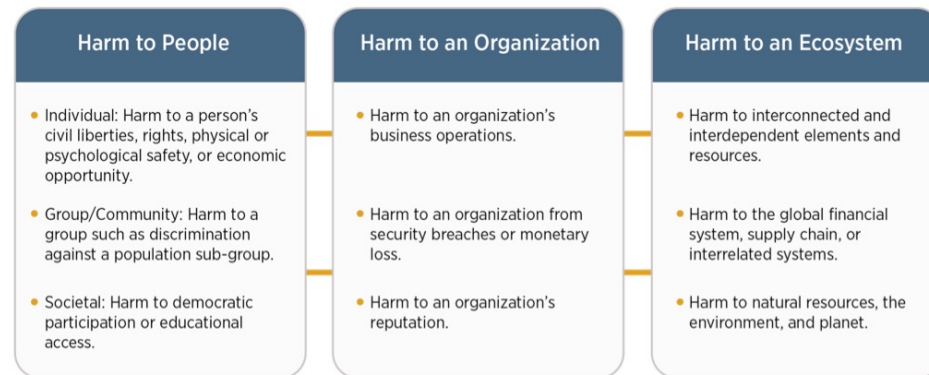 Harm to People
• Individual: Harm to a person's
civil liberties, rights, physical or
psychological safety, or economic
opportunity.
• Group/Community: Harm to a
group such as discrimination
against a population sub-group.
• Societal: Harm to democratic
participation or educational
access.
Harm to an Organization
• Harm to an organization's
business operations.
• Harm to an organization from
security breaches or monetary
loss.
• Harm to an organization's
reputation.
Harm to an Ecosystem
• Harm to interconnected and
interdependent elements and
resources.
• Harm to the global financial
system, supply chain, or
interrelated systems.
• Harm to natural resources, the
environment, and planet.